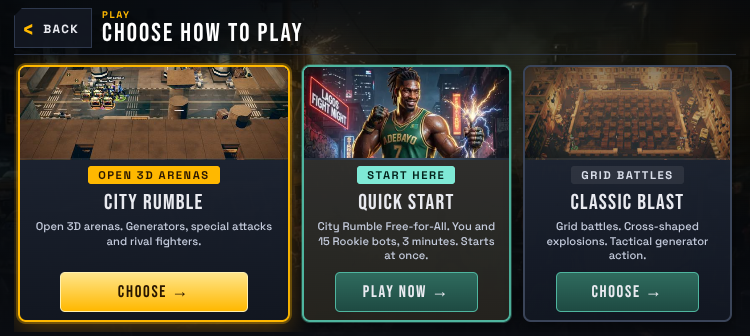 < BACK
PLAY
CHOOSE HOW TO PLAY
OPEN 3D ARENAS
CITY RUMBLE
Open 3D arenas. Generators, special attacks
and rival fighters.
CHOOSE →
LAGOS
FIGHT NIGHT
ADEBAYO
7
START HERE
QUICK START
City Rumble Free-for-All. You and
15 Rookie bots, 3 minutes. Starts
at once.
PLAY NOW →
GRID BATTLES
CLASSIC BLAST
Grid battles. Cross-shaped
explosions. Tactical generator
action.
CHOOSE →